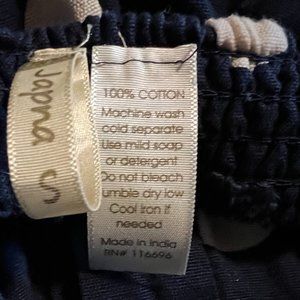 Japna
S
100% COTTON
Machine wash
cold separate
Use mild soap
or detergent
Do not bleach
umble dry low
Cool iron if
needed
Made in India
RN# 116696